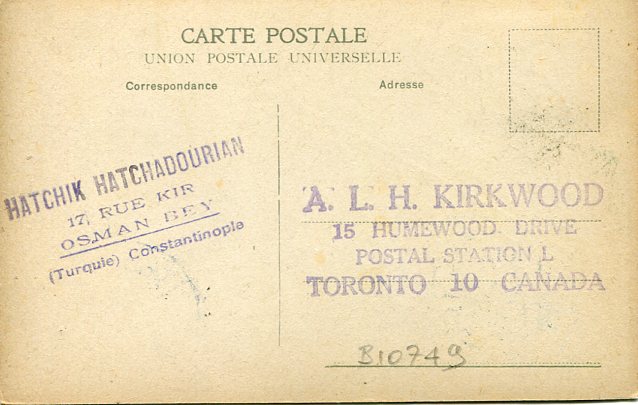 CARTE POSTALE
UNION POSTALE UNIVERSELLE
Correspondance
Adresse
HATCHIK HATCHADOURIAN
17, RUE KIR
OSMAN BEY
(Turquie) Constantinople
A. L. H. KIRKWOOD
15 HUMEWOOD DRIVE
POSTAL STATION L
TORONTO 10 CANADA
B10749